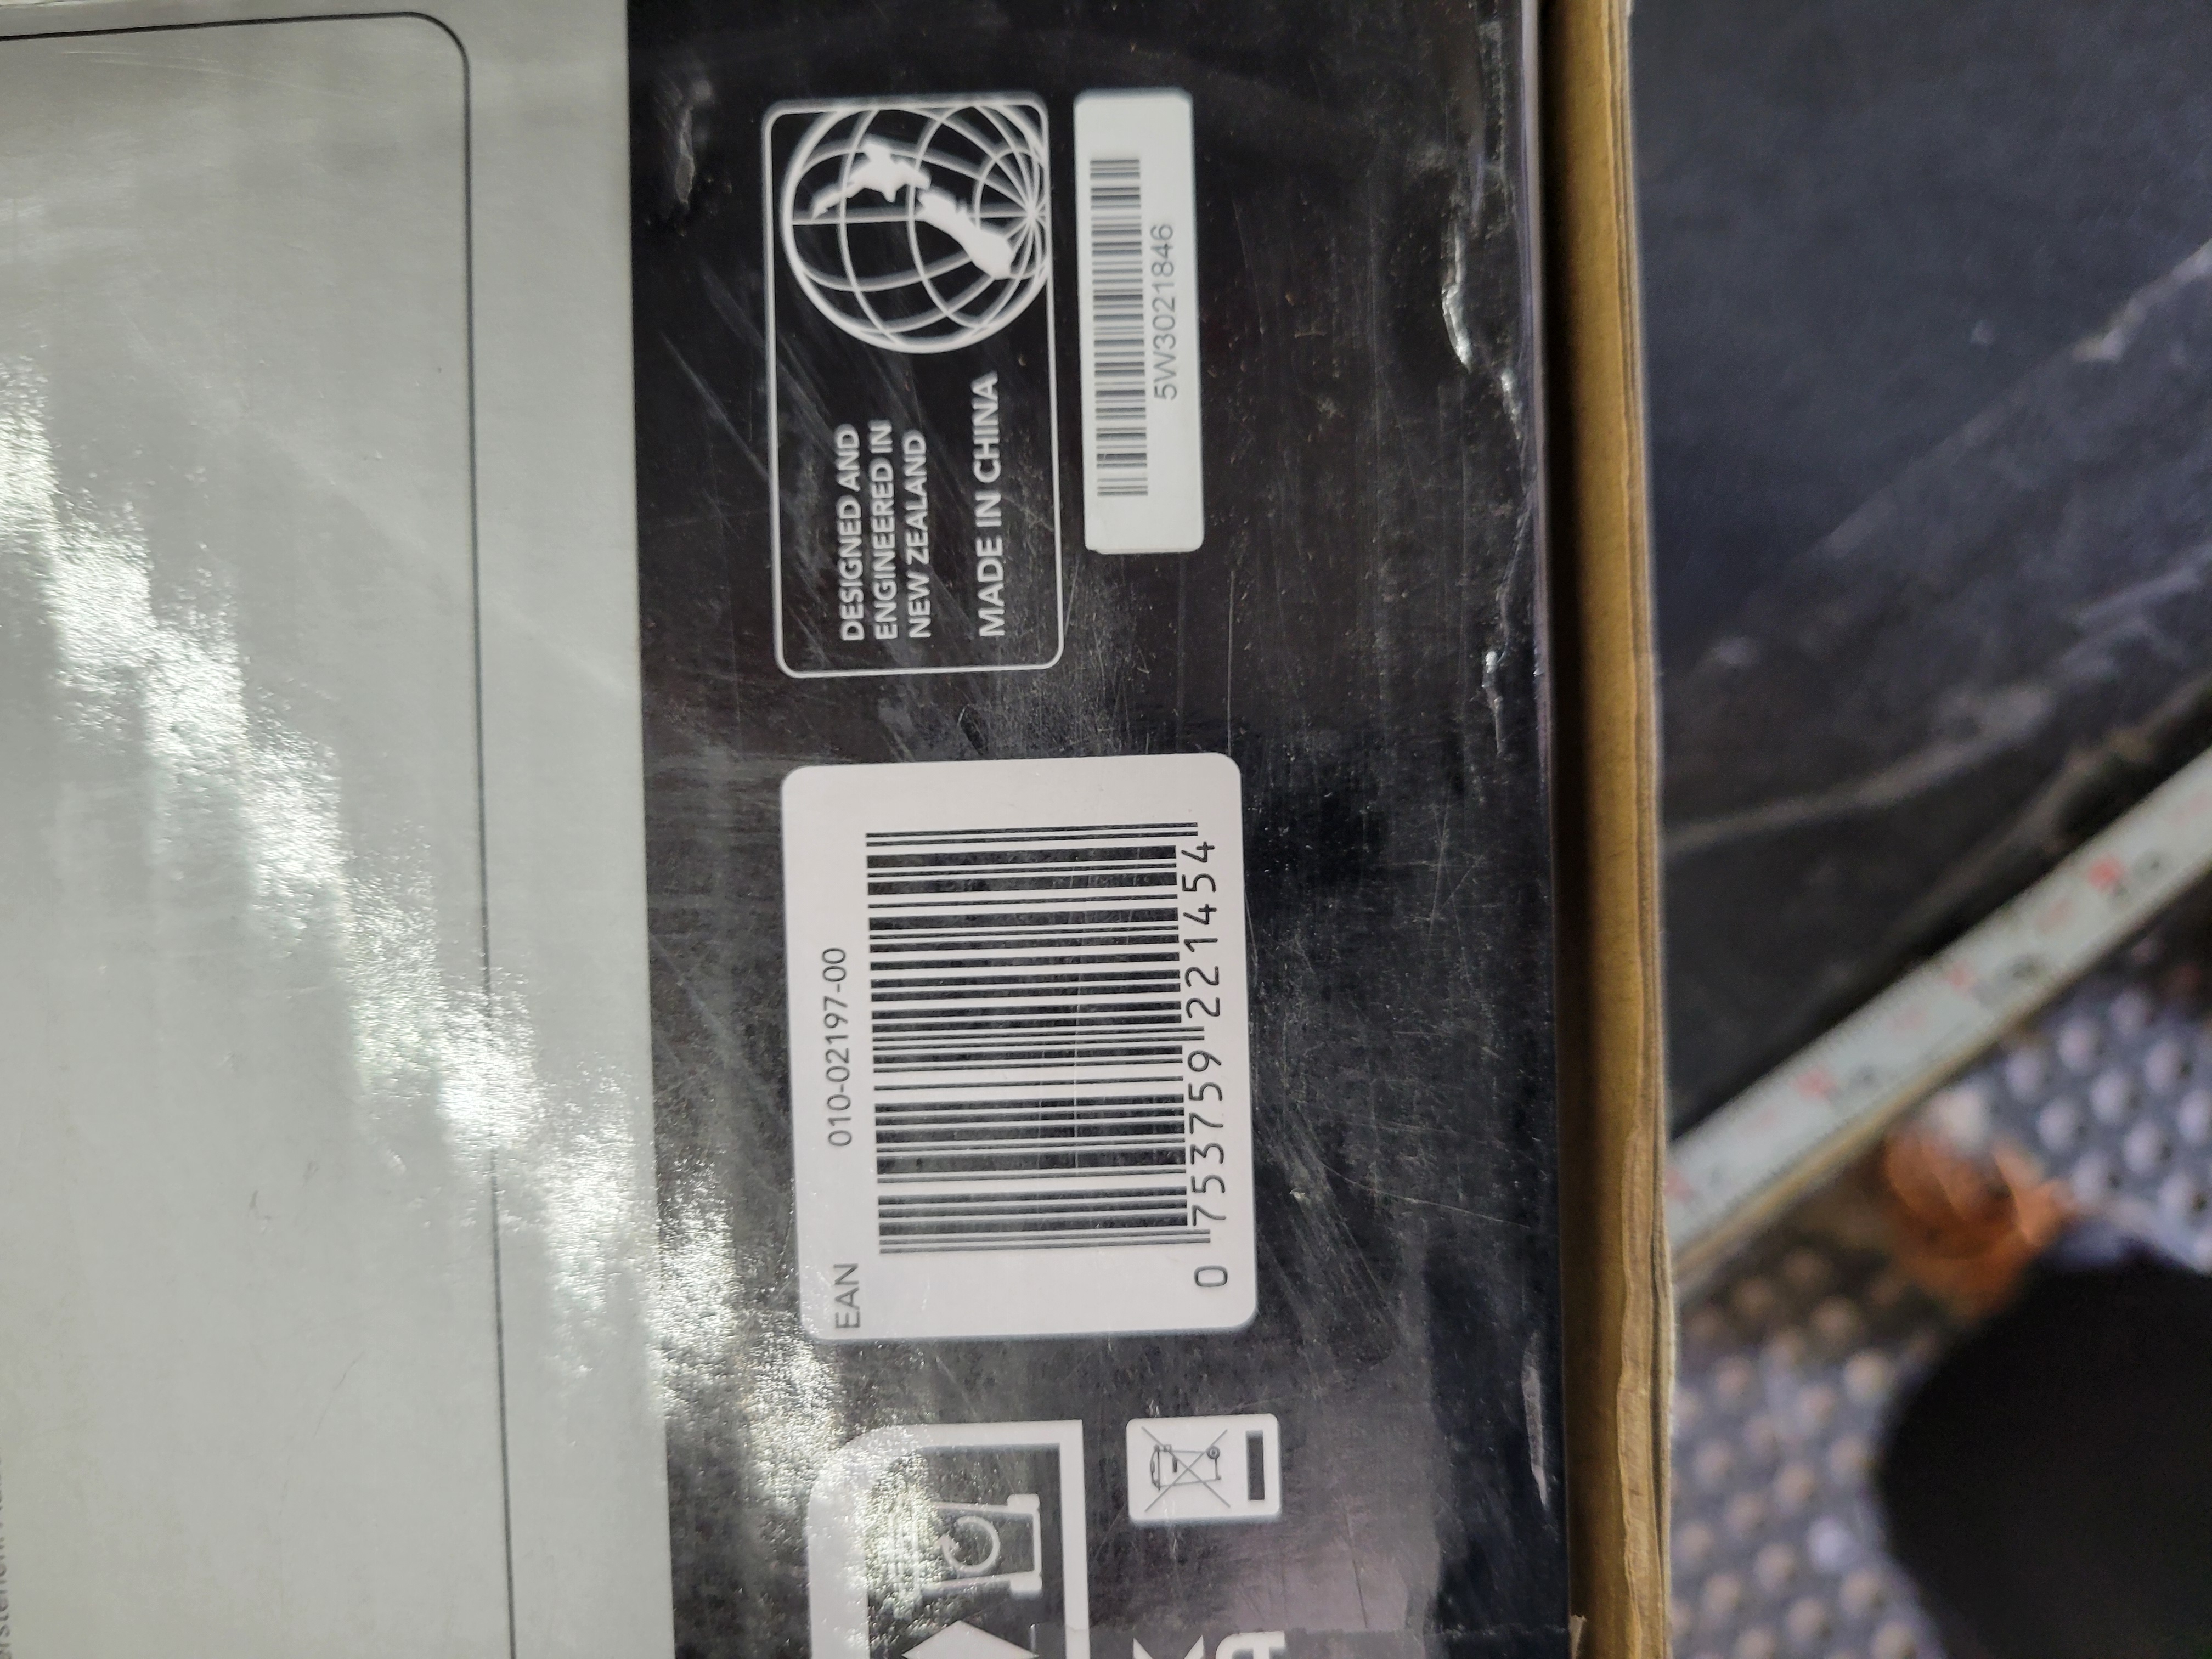 DESIGNED AND
ENGINEERED IN
NEW ZEALAND
MADE IN CHINA
5W3021846
EAN
010-02197-00
0 753759 221454